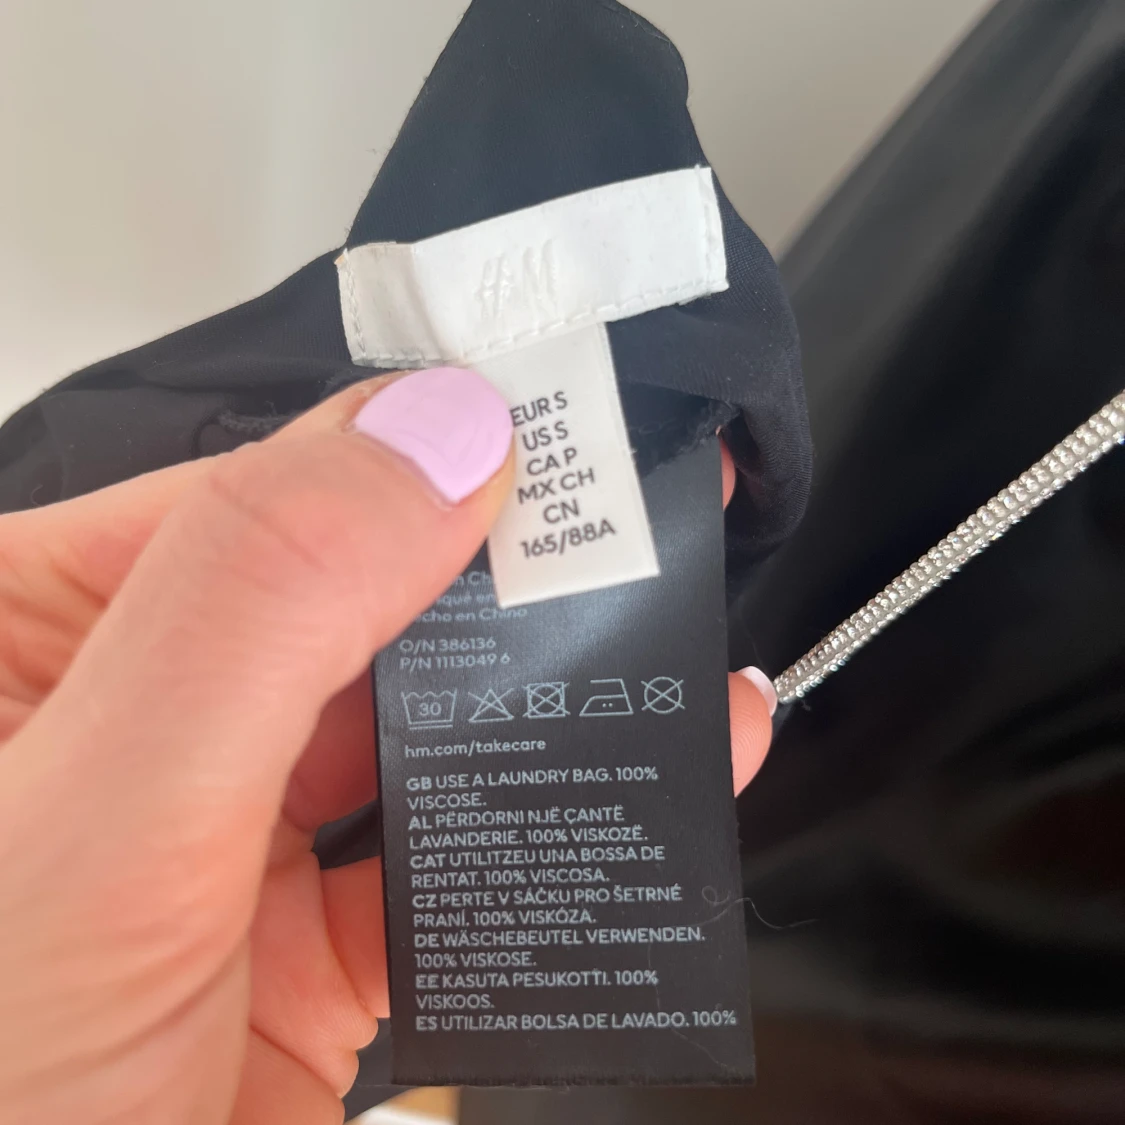 H&M
EUR S
US S
CA P
MX CH
CN
165/88A
en China
O/N 386136
P/N 1113049 6
30
hm.com/takecare
GB USE A LAUNDRY BAG. 100%
VISCOSE.
AL PËRDORNI NJË ÇANTË
LAVANDERIE. 100% VISKOZË.
CAT UTILITZEU UNA BOSSA DE
RENTAT. 100% VISCOSA.
CZ PERTE V SÁČKU PRO ŠETRNÉ
PRANÍ. 100% VISKÓZA.
DE WÄSCHEBEUTEL VERWENDEN.
100% VISKOSE.
EE KASUTA PESUKOTTI. 100%
VISKOOS.
ES UTILIZAR BOLSA DE LAVADO. 100%